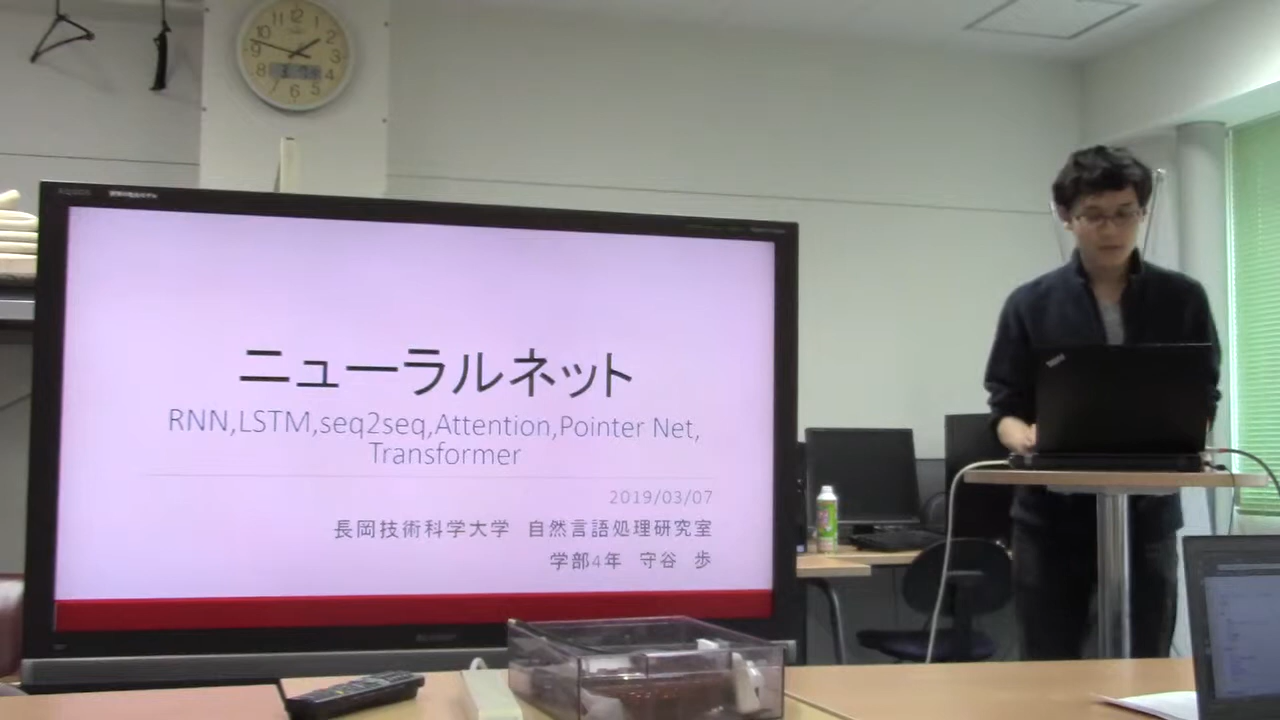 ニューラルネット
RNN,LSTM,seq2seq,Attention,Pointer Net,
Transformer
2019/03/07
長岡技術科学大学 自然言語処理研究室
学部4年 守谷 歩